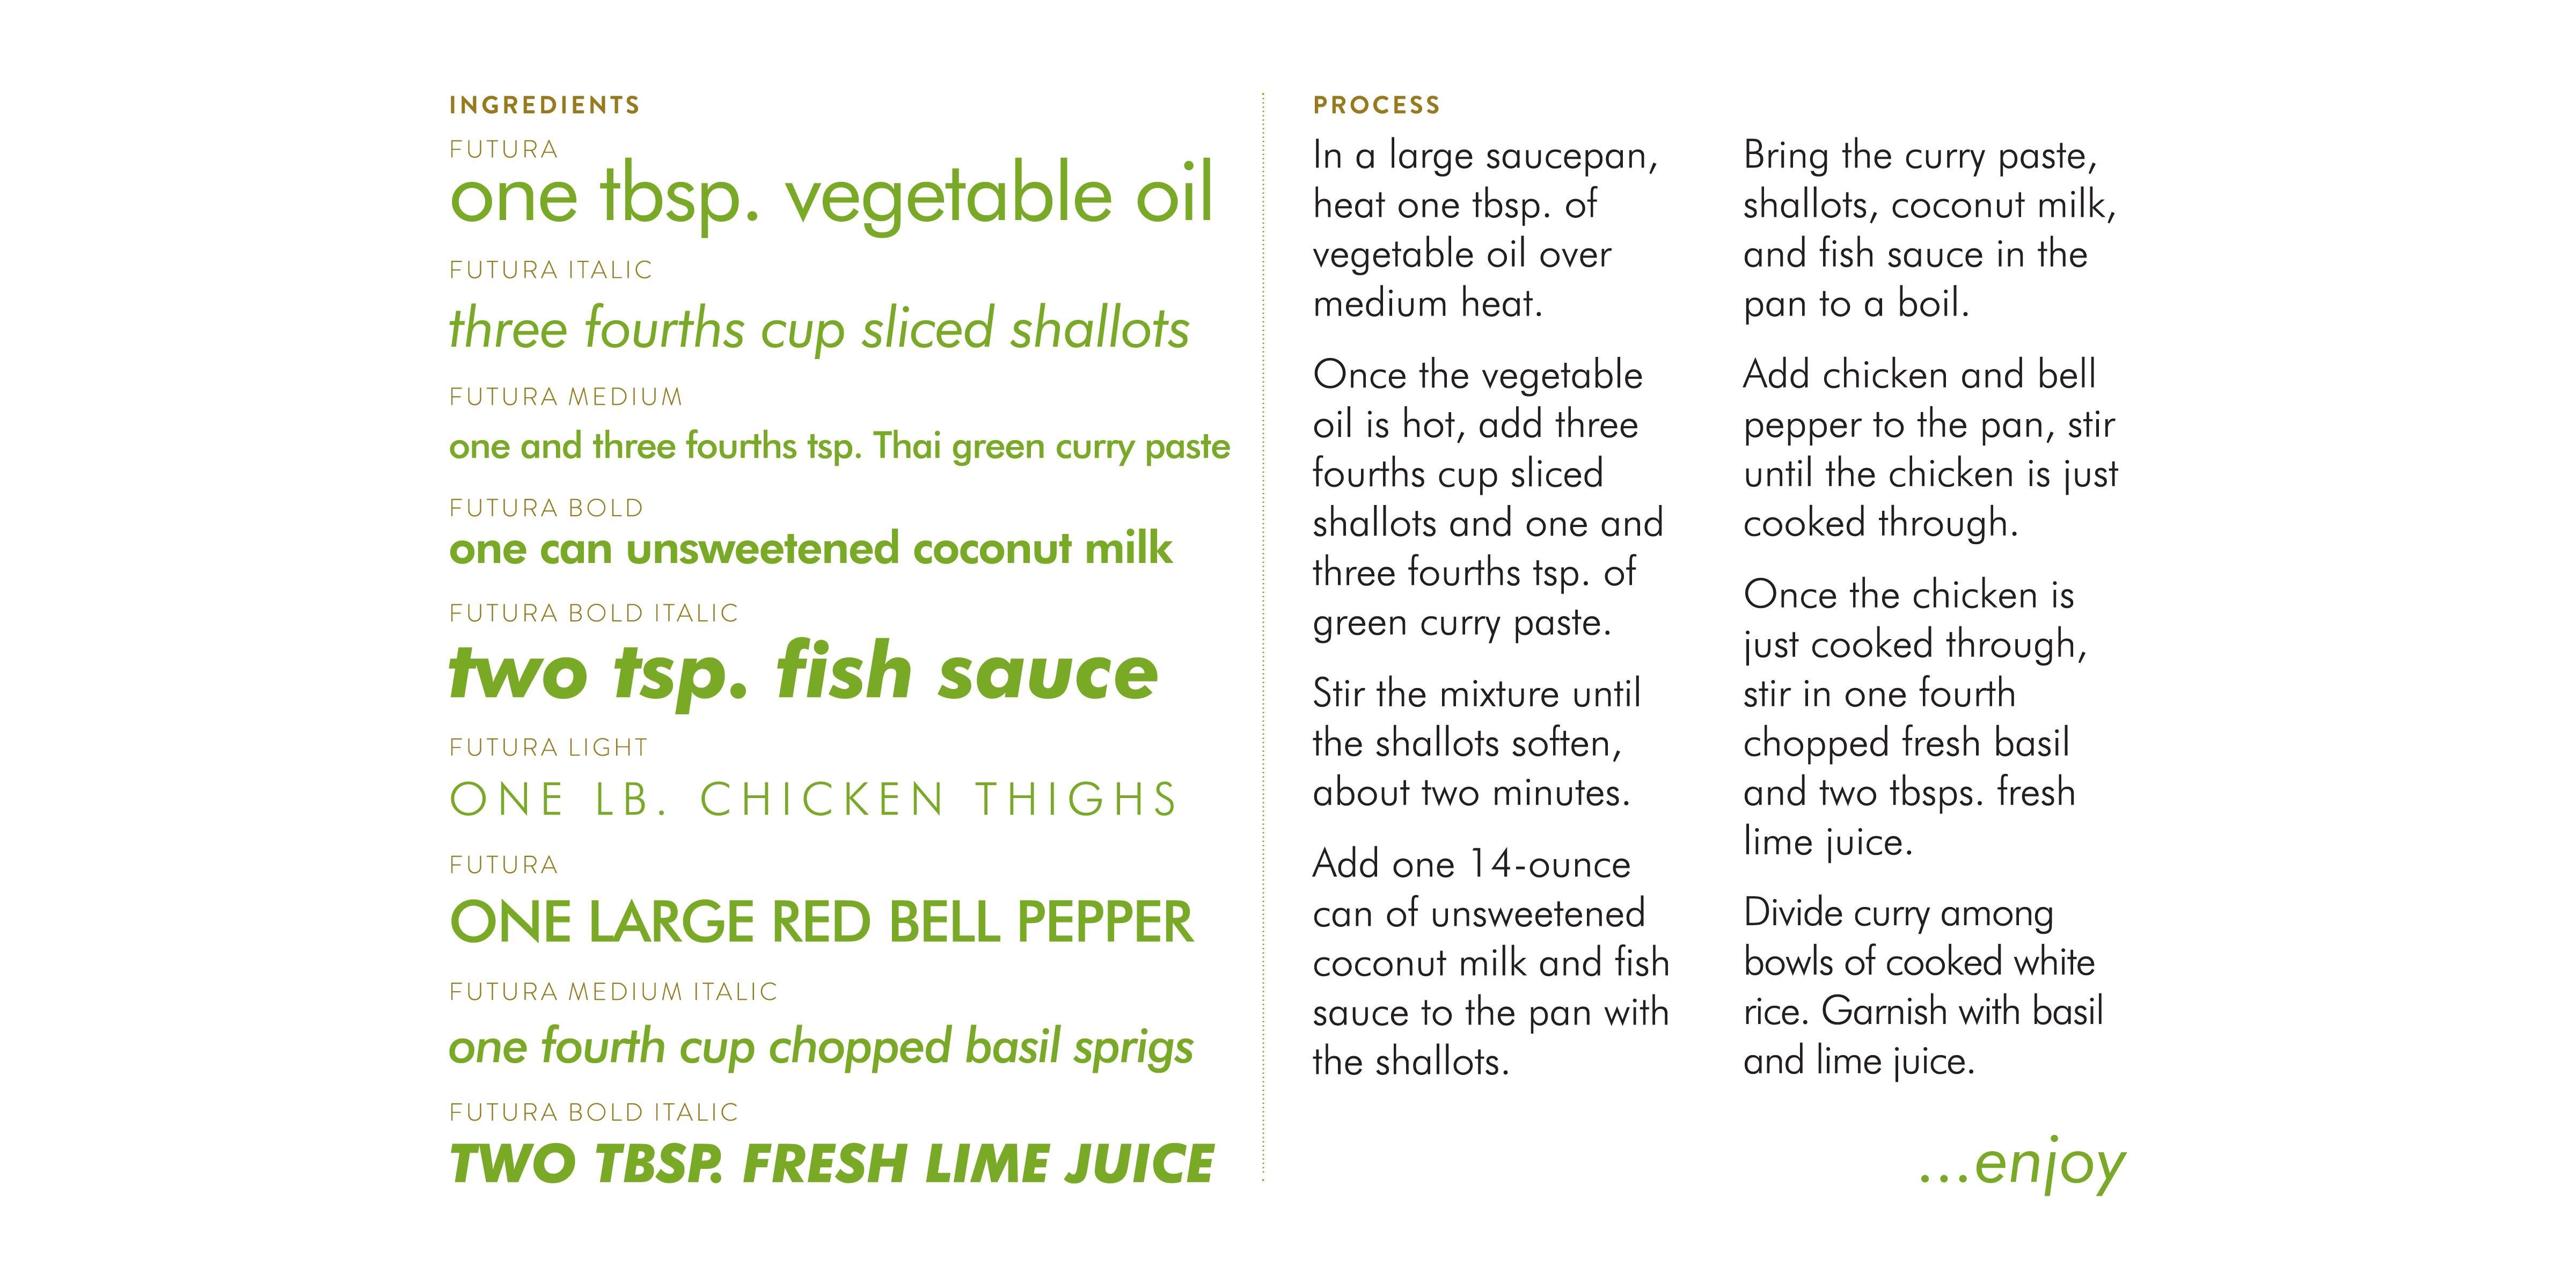 INGREDIENTS
FUTURA
one tbsp. vegetable oil
FUTURA ITALIC
three fourths cup sliced shallots
FUTURA MEDIUM
one and three fourths tsp. Thai green curry paste
FUTURA BOLD
one can unsweetened coconut milk
FUTURA BOLD ITALIC
two tsp. fish sauce
FUTURA LIGHT
ONE LB. CHICKEN THIGHS
FUTURA
ONE LARGE RED BELL PEPPER
FUTURA MEDIUM ITALIC
one fourth cup chopped basil sprigs
FUTURA BOLD ITALIC
TWO TBSP. FRESH LIME JUICE
PROCESS
In a large saucepan,
heat one tbsp. of
vegetable oil over
medium heat.
Once the vegetable
oil is hot, add three
fourths cup sliced
shallots and one and
three fourths tsp. of
green curry paste.
Stir the mixture until
the shallots soften,
about two minutes.
Add one 14-ounce
can of unsweetened
coconut milk and fish
sauce to the pan with
the shallots.
Bring the curry paste,
shallots, coconut milk,
and fish sauce in the
pan to a boil.
Add chicken and bell
pepper to the pan, stir
until the chicken is just
cooked through.
Once the chicken is
just cooked through,
stir in one fourth
chopped fresh basil
and two tbsps. fresh
lime juice.
Divide curry among
bowls of cooked white
rice. Garnish with basil
and lime juice.
...enjoy